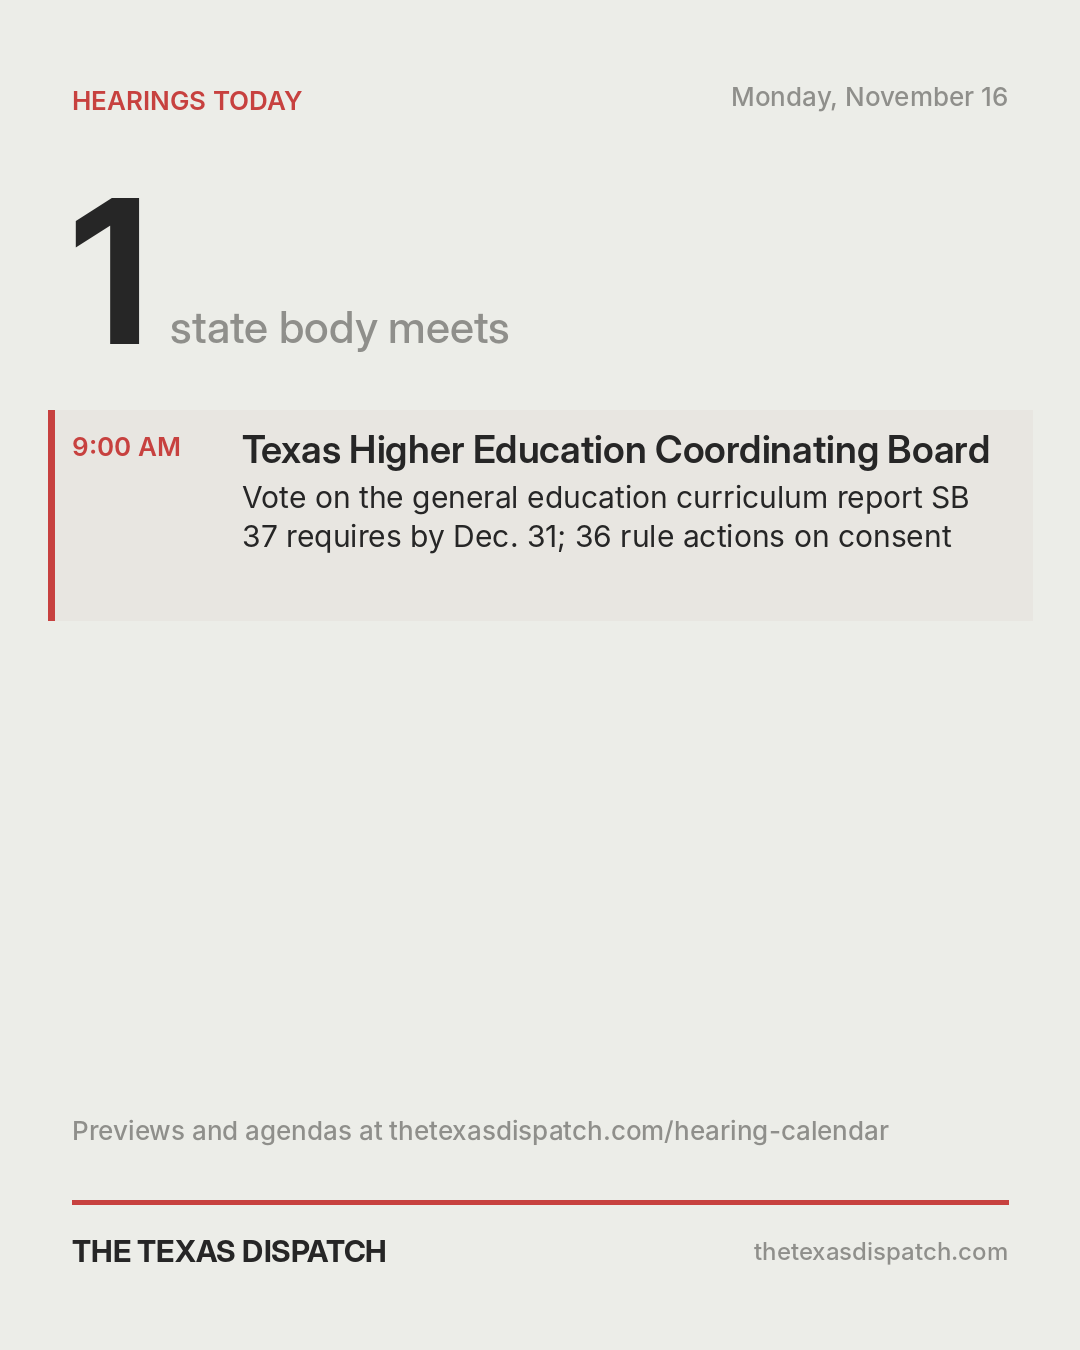 HEARINGS TODAY
Monday, November 16
1 state body meets
9:00 AM
Texas Higher Education Coordinating Board
Vote on the general education curriculum report SB
37 requires by Dec. 31; 36 rule actions on consent
Previews and agendas at thetexasdispatch.com/hearing-calendar
THE TEXAS DISPATCH
thetexasdispatch.com